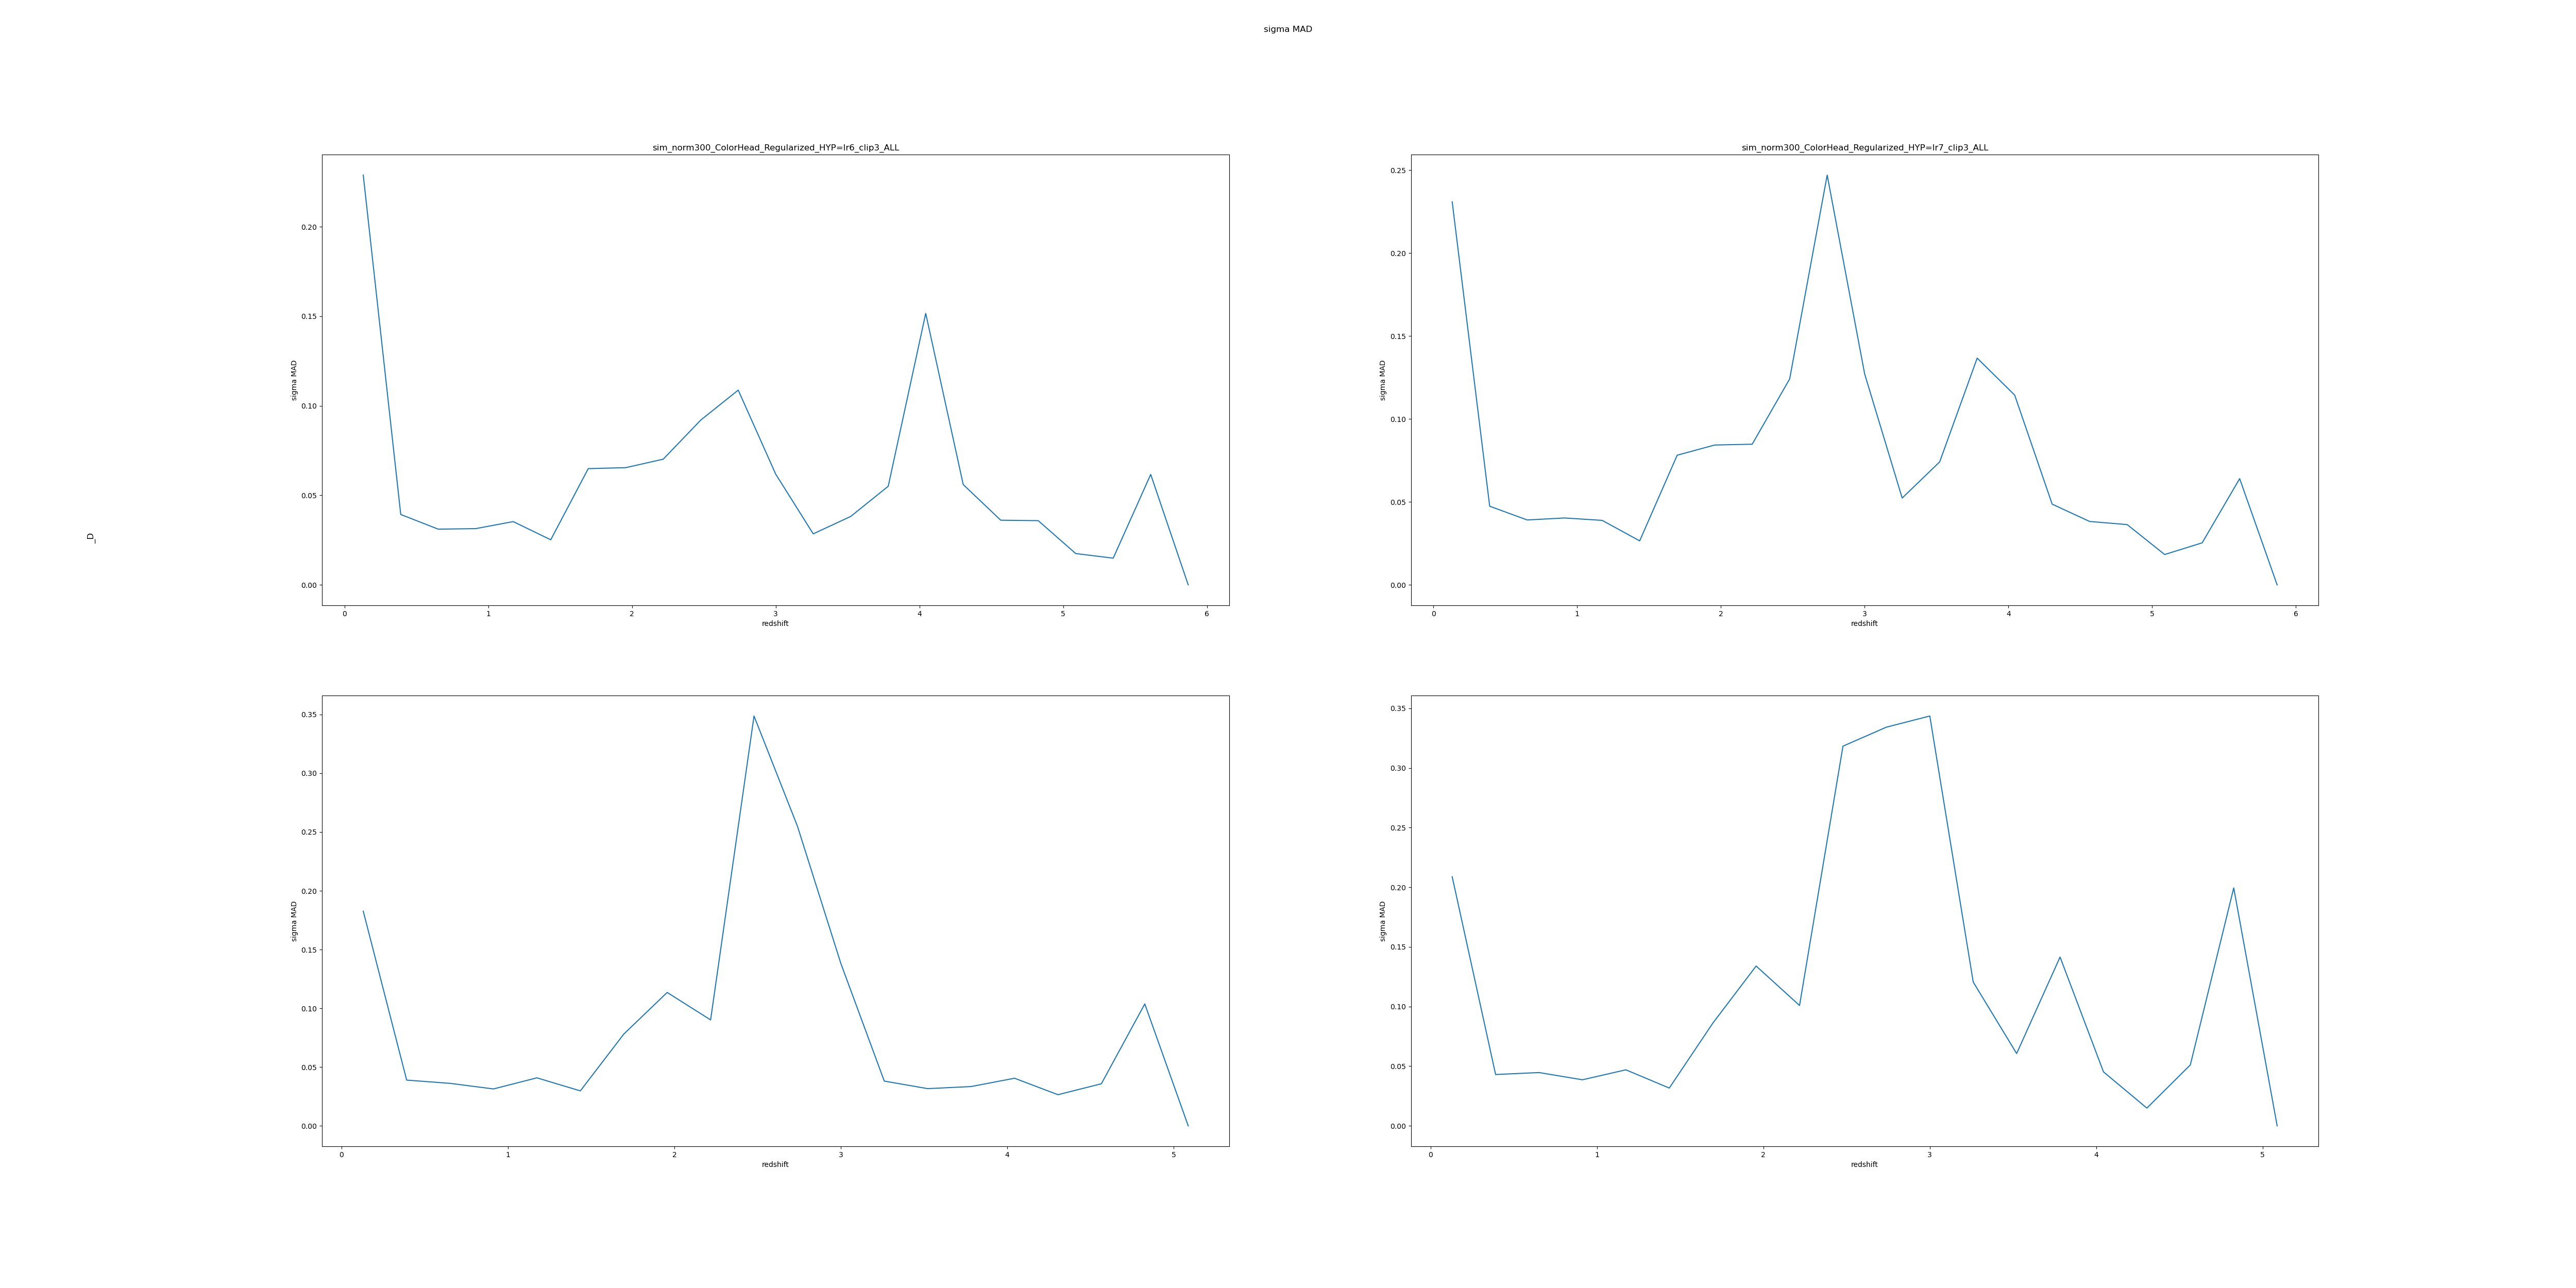 sigma MAD
sim_norm300_ColorHead_Regularized_HYP=lr6_clip3_ALL
0.20
0.15
0.10
0.05
0.00
sigma MAD
0 1 2 3 4 5 6
redshift
sim_norm300_ColorHead_Regularized_HYP=lr7_clip3_ALL
0.25
0.20
0.15
0.10
0.05
0.00
sigma MAD
0 1 2 3 4 5 6
redshift
_D
0.35
0.30
0.25
0.20
0.15
0.10
0.05
0.00
sigma MAD
0 1 2 3 4 5
redshift
0.35
0.30
0.25
0.20
0.15
0.10
0.05
0.00
sigma MAD
0 1 2 3 4 5
redshift